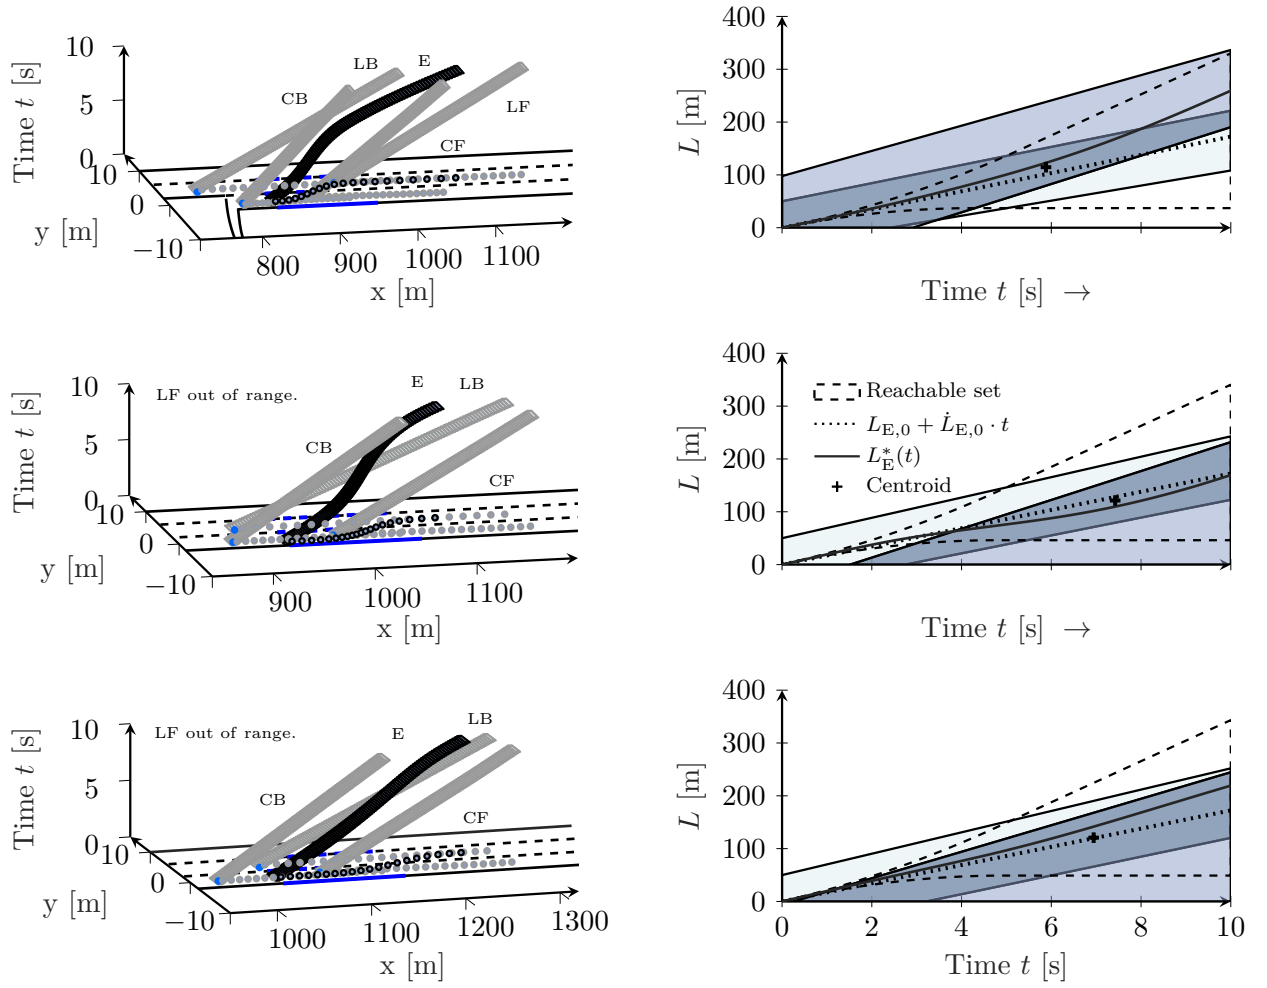 10
5
0
Time t [s]
10
0
−10
y [m]
LB
E
CB
LF
CF
800
900
1000
1100
x [m]
400
300
200
100
0
L [m]
Time t [s] →
10
5
0
Time t [s]
10
0
−10
y [m]
LF out of range.
E
LB
CB
CF
900
1000
1100
x [m]
400
300
200
100
0
L [m]
Reachable set
L_E,0 + L̇_E,0 · t
L*_E(t)
Centroid
Time t [s] →
10
5
0
Time t [s]
10
0
−10
y [m]
LF out of range.
E
LB
CB
CF
1000
1100
1200
1300
x [m]
400
300
200
100
0
L [m]
0
2
4
6
8
10
Time t [s]